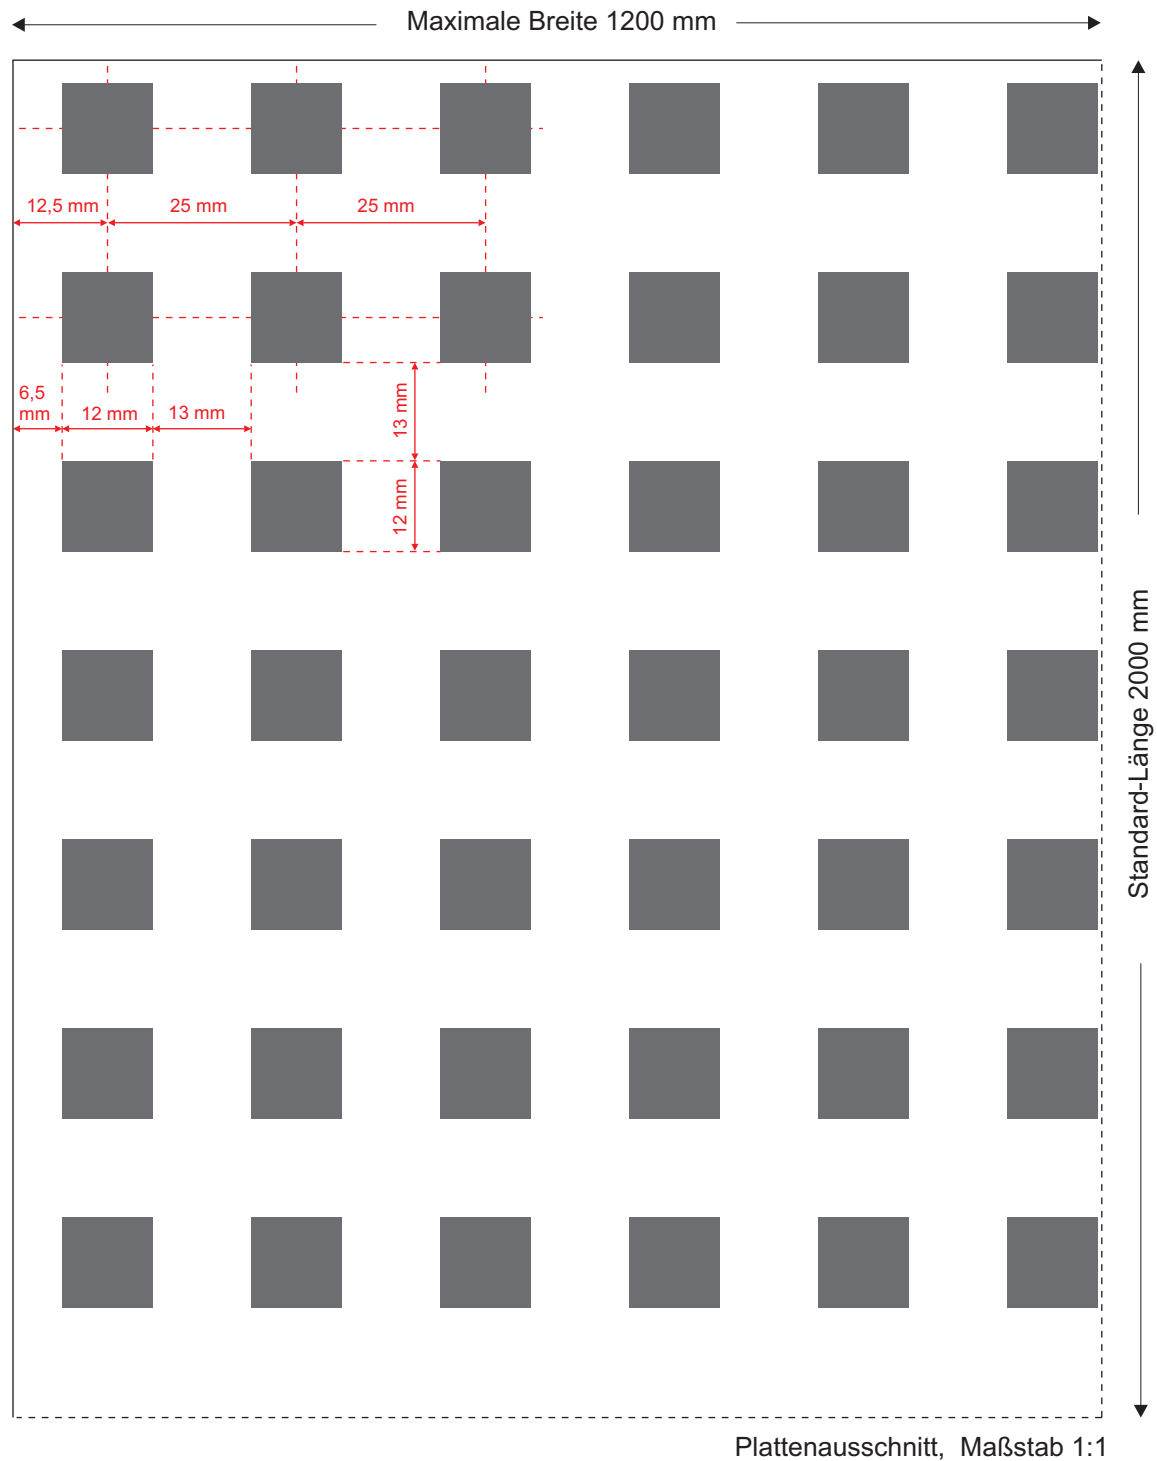 Maximale Breite 1200 mm
12,5 mm
25 mm
25 mm
6,5
mm
12 mm
13 mm
13 mm
12 mm
Standard-Länge 2000 mm
Plattenausschnitt, Maßstab 1:1